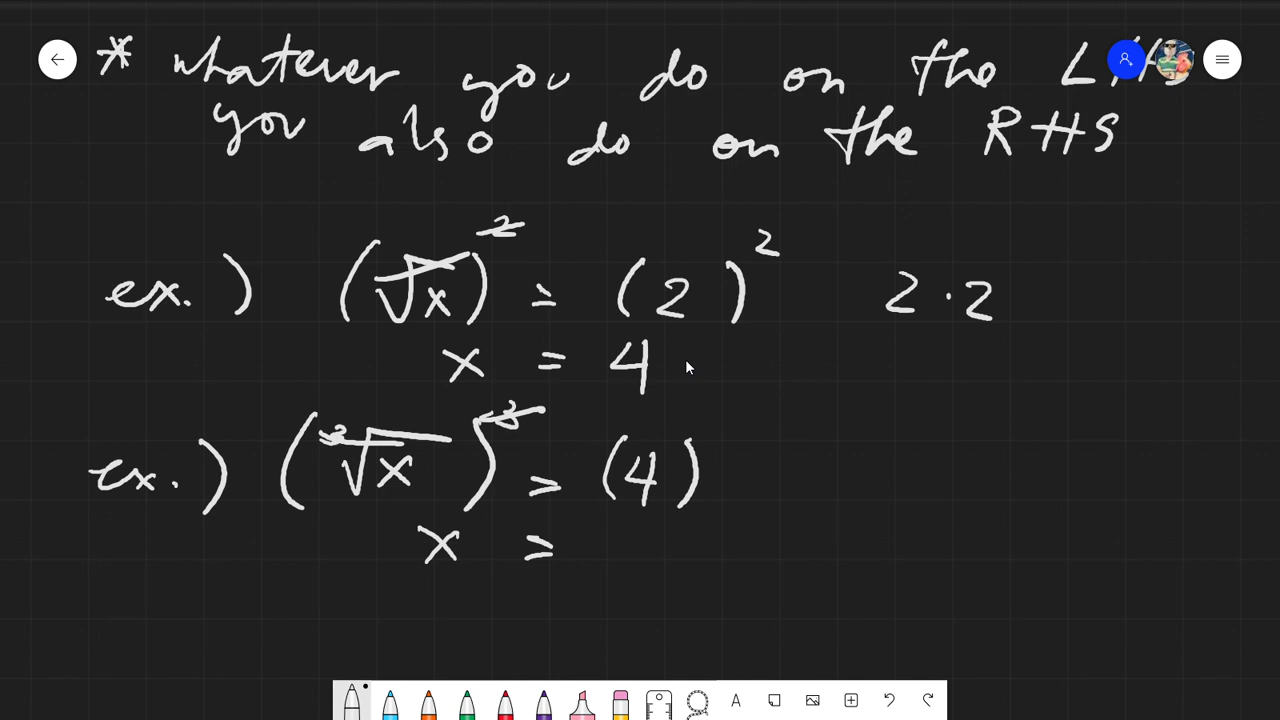 * whatever you do on the LHS
you also do on the RHS
ex.) (√x)² = (2)² 2·2
x = 4
ex.) (³√x)³ = (4)
x =
A